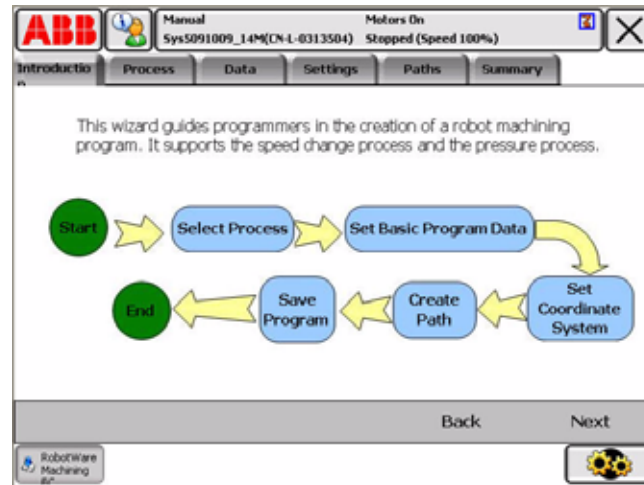 ABB
Manual
Motors On
Sys5091009_14M(CN-L-0313504)
Stopped (Speed 100%)
Introductio
n
Process
Data
Settings
Paths
Summary
This wizard guides programmers in the creation of a robot machining
program. It supports the speed change process and the pressure process.
Start
Select Process
Set Basic Program Data
End
Save
Program
Create
Path
Set
Coordinate
System
Back
Next
RobotWare
Machining